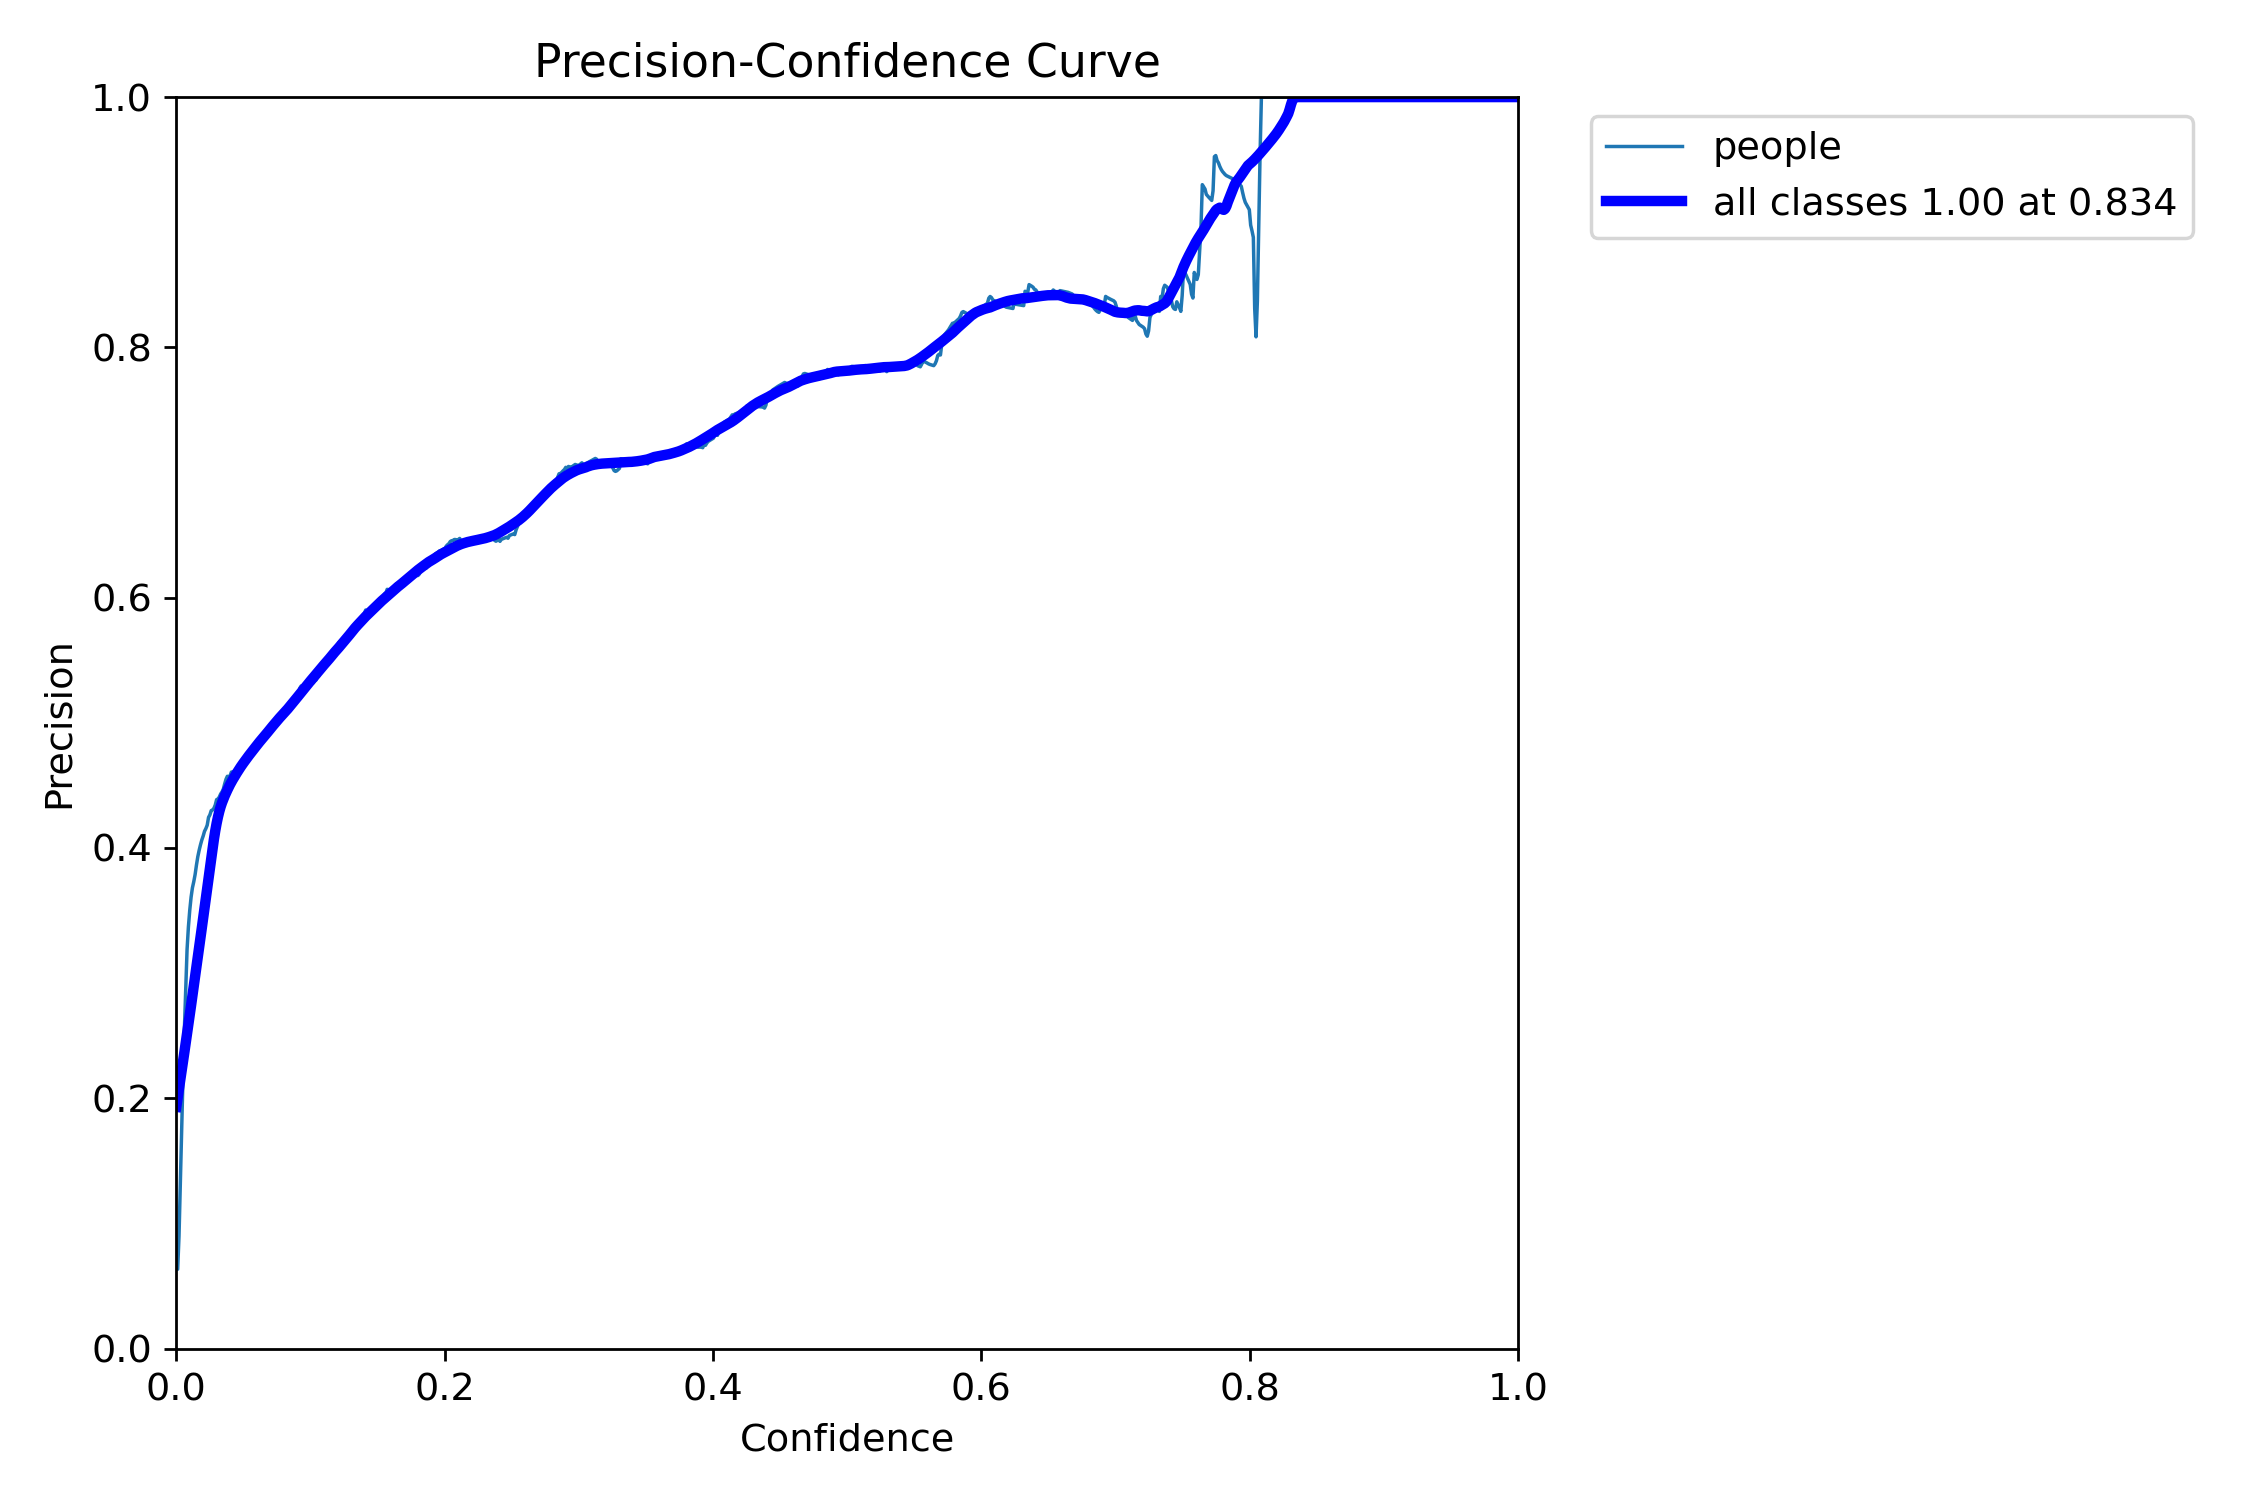 Precision-Confidence Curve
people
all classes 1.00 at 0.834
Precision
1.0
0.8
0.6
0.4
0.2
0.0
0.0 0.2 0.4 0.6 0.8 1.0
Confidence